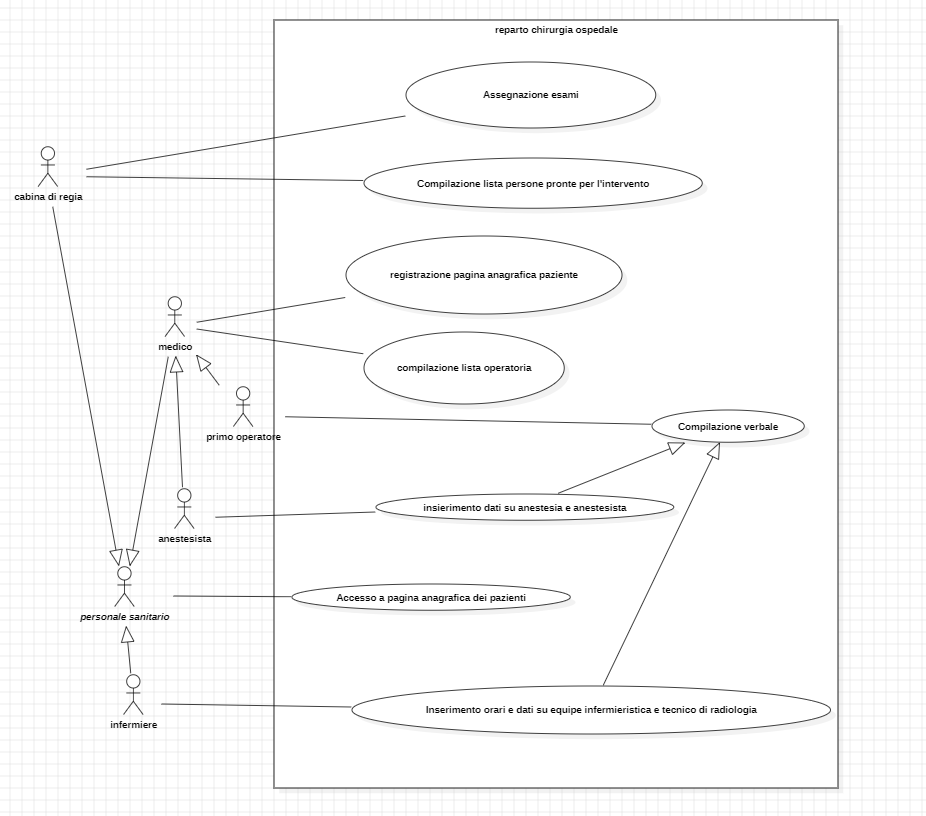 reparto chirurgia ospedale
Assegnazione esami
Compilazione lista persone pronte per l'intervento
cabina di regia
registrazione pagina anagrafica paziente
medico
compilazione lista operatoria
primo operatore
Compilazione verbale
insierimento dati su anestesia e anestesista
anestesista
Accesso a pagina anagrafica dei pazienti
personale sanitario
Inserimento orari e dati su equipe infermieristica e tecnico di radiologia
infermiere